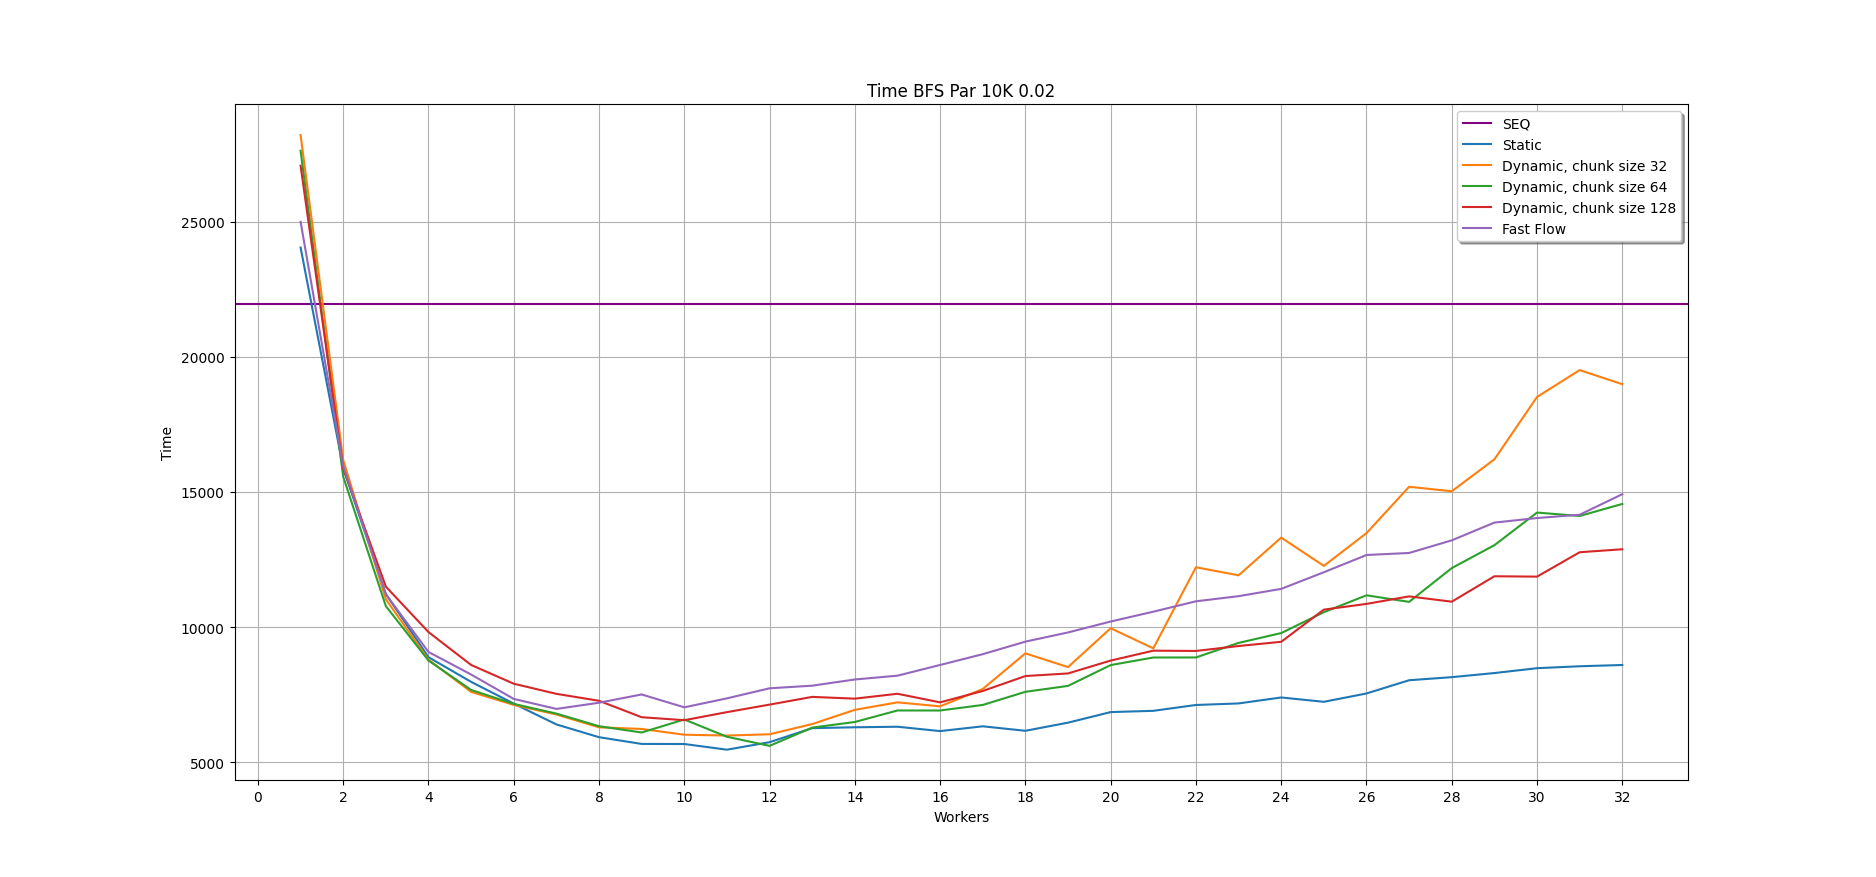 Time BFS Par 10K 0.02
SEQ
Static
Dynamic, chunk size 32
Dynamic, chunk size 64
Dynamic, chunk size 128
Fast Flow
25000
20000
15000
10000
5000
Time
0 2 4 6 8 10 12 14 16 18 20 22 24 26 28 30 32
Workers